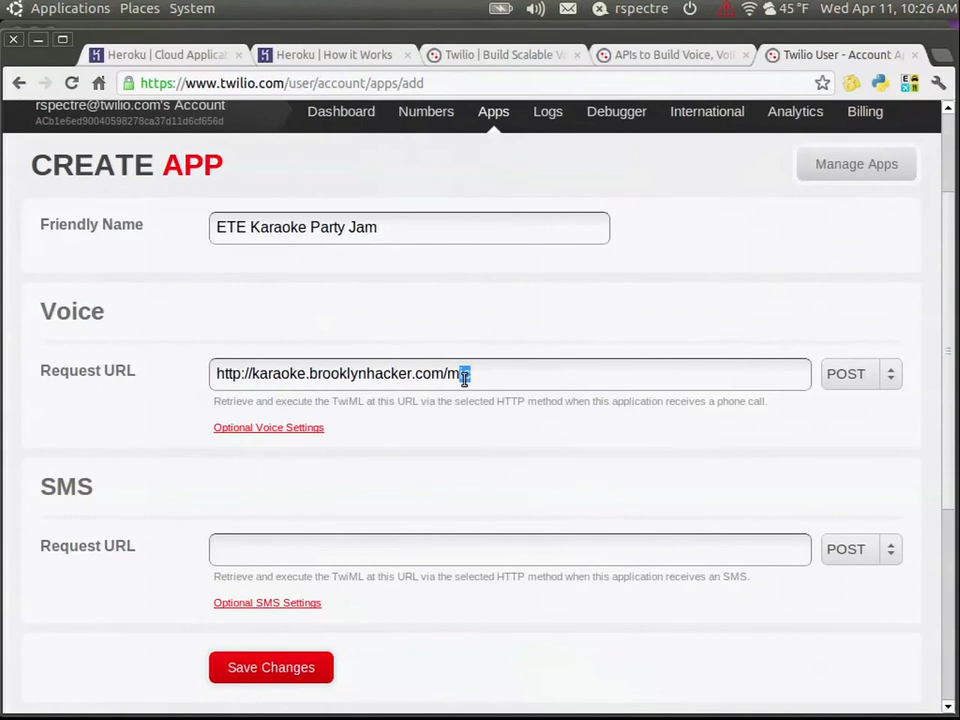 Applications Places System rspectre 45 °F Wed Apr 11, 10:26 AM
Heroku | Cloud Applicat Heroku | How it Works Twilio | Build Scalable V APIs to Build Voice, VoI Twilio User - Account Ap
https://www.twilio.com/user/account/apps/add
rspectre@twilio.com's Account
ACb1e6ed90040598278ca37d11d6cf656d
Dashboard Numbers Apps Logs Debugger International Analytics Billing
CREATE APP
Manage Apps
Friendly Name
ETE Karaoke Party Jam
Voice
Request URL
http://karaoke.brooklynhacker.com/m
POST
Retrieve and execute the TwiML at this URL via the selected HTTP method when this application receives a phone call.
Optional Voice Settings
SMS
Request URL
POST
Retrieve and execute the TwiML at this URL via the selected HTTP method when this application receives an SMS.
Optional SMS Settings
Save Changes